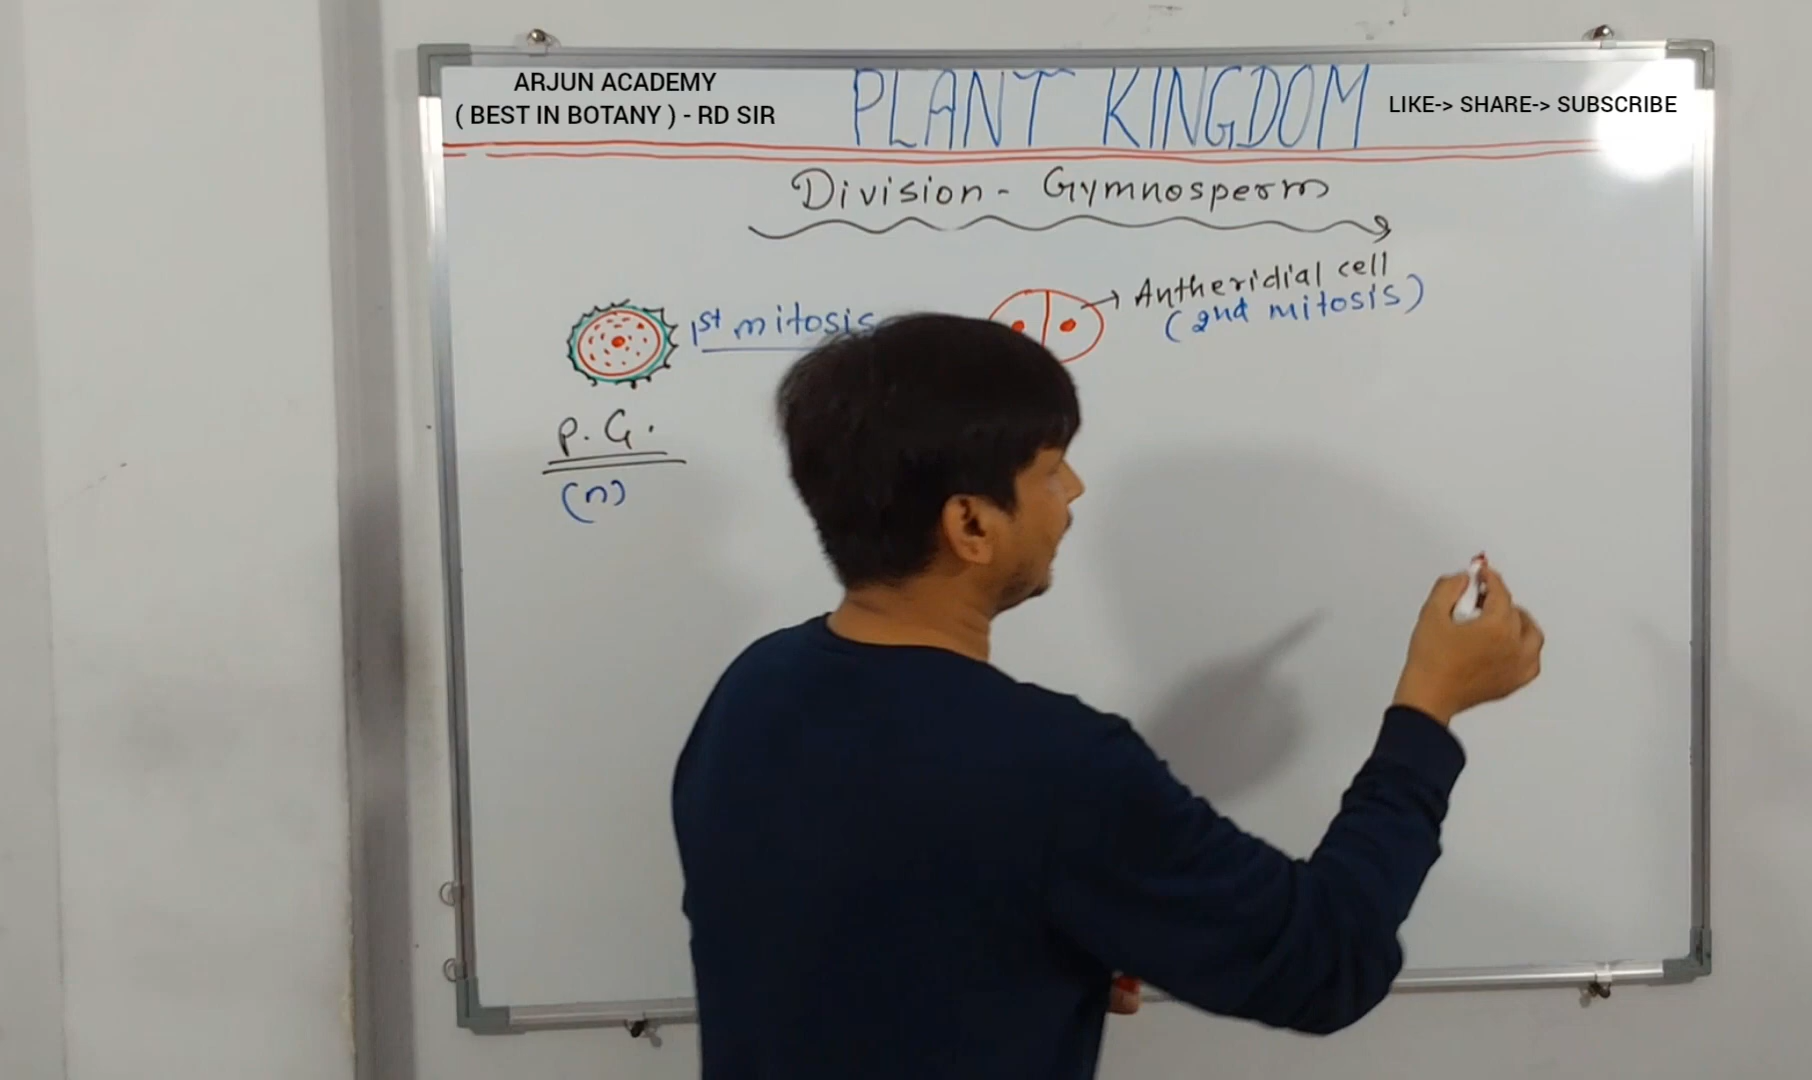 ARJUN ACADEMY
( BEST IN BOTANY ) - RD SIR
PLANT KINGDOM
LIKE-> SHARE-> SUBSCRIBE
Division - Gymnosperm
1st mitosis
→ Antheridial cell
(2nd mitosis)
P. G.
(n)